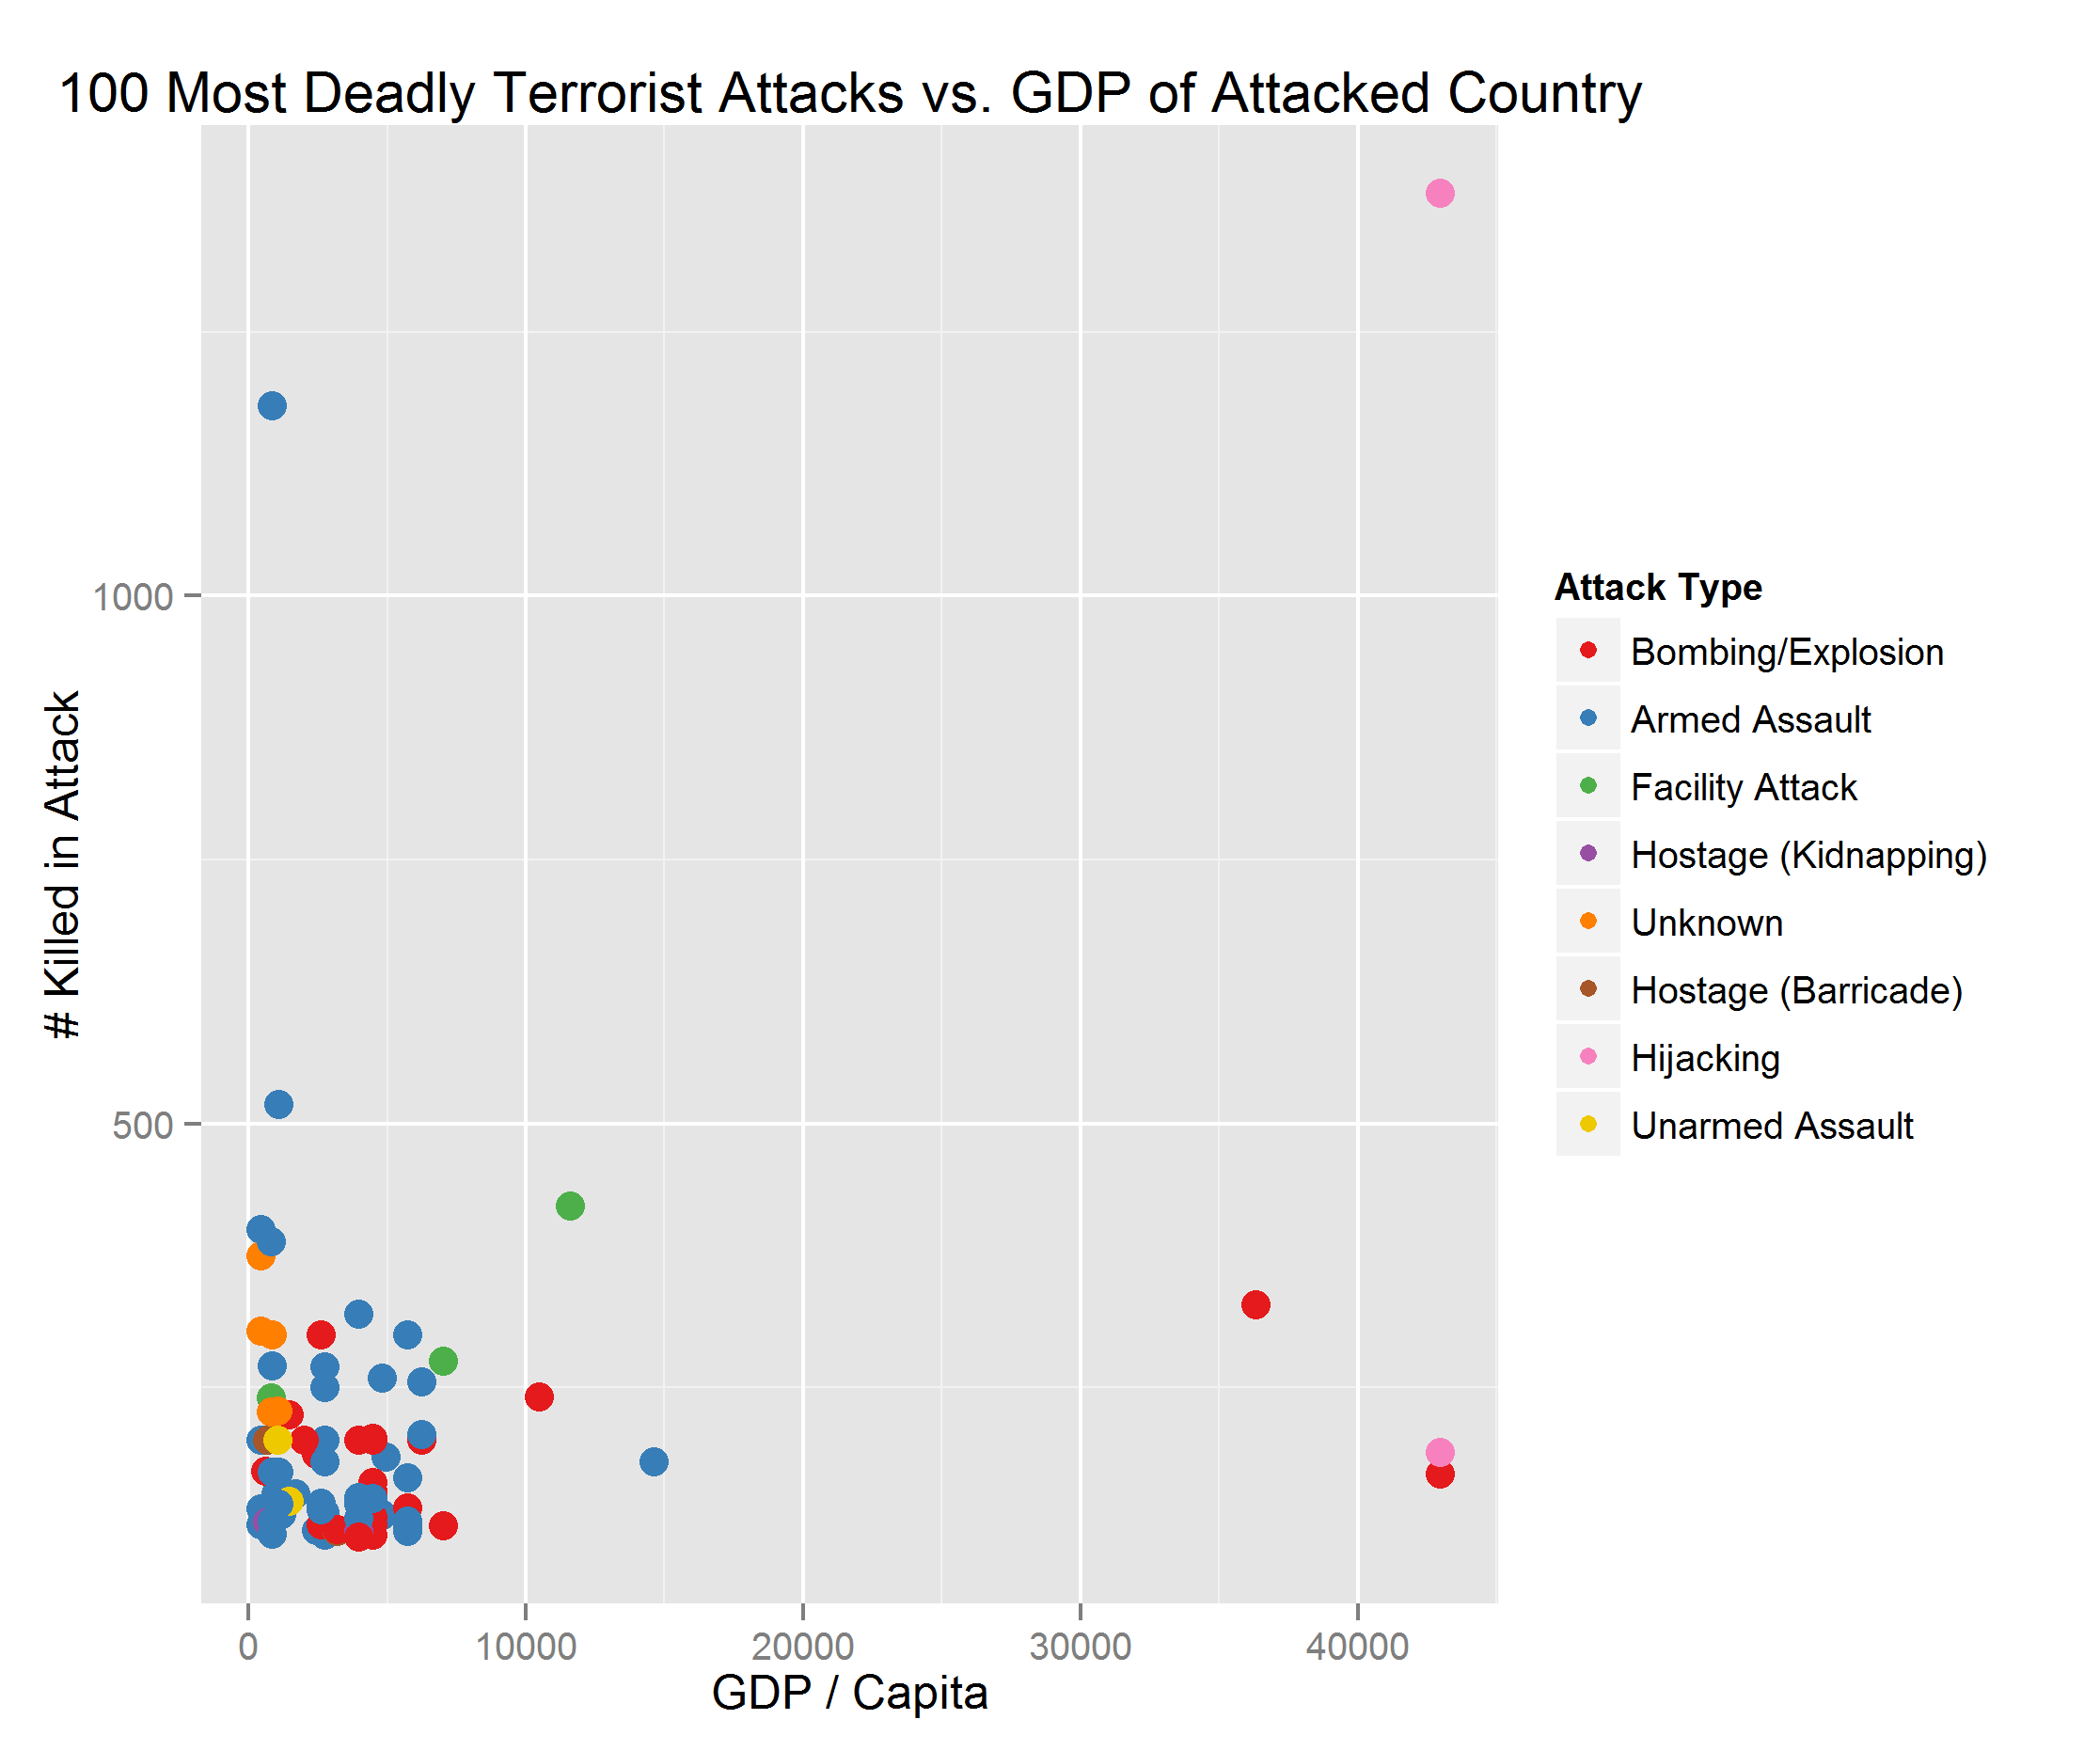 100 Most Deadly Terrorist Attacks vs. GDP of Attacked Country
# Killed in Attack
1000
500
0
10000
20000
30000
40000
GDP / Capita
Attack Type
Bombing/Explosion
Armed Assault
Facility Attack
Hostage (Kidnapping)
Unknown
Hostage (Barricade)
Hijacking
Unarmed Assault